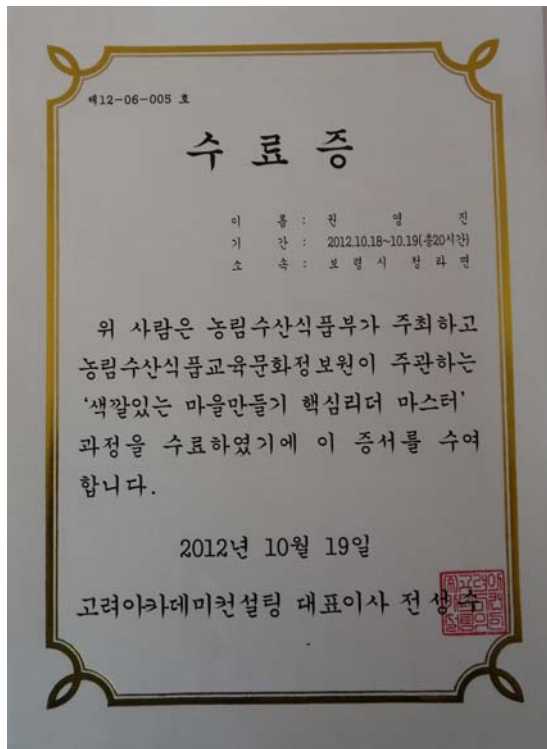 제12-06-005 호
수 료 증
이 름 : 권 영 진
기 간 : 2012.10.18~10.19(총20시간)
소 속 : 보 령 시 청 라 면
위 사람은 농림수산식품부가 주최하고
농림수산식품교육문화정보원이 주관하는
‘색깔있는 마을만들기 핵심리더 마스터’
과정을 수료하였기에 이 증서를 수여
합니다.
2012년 10월 19일
고려아카데미컨설팅 대표이사 전 상 수